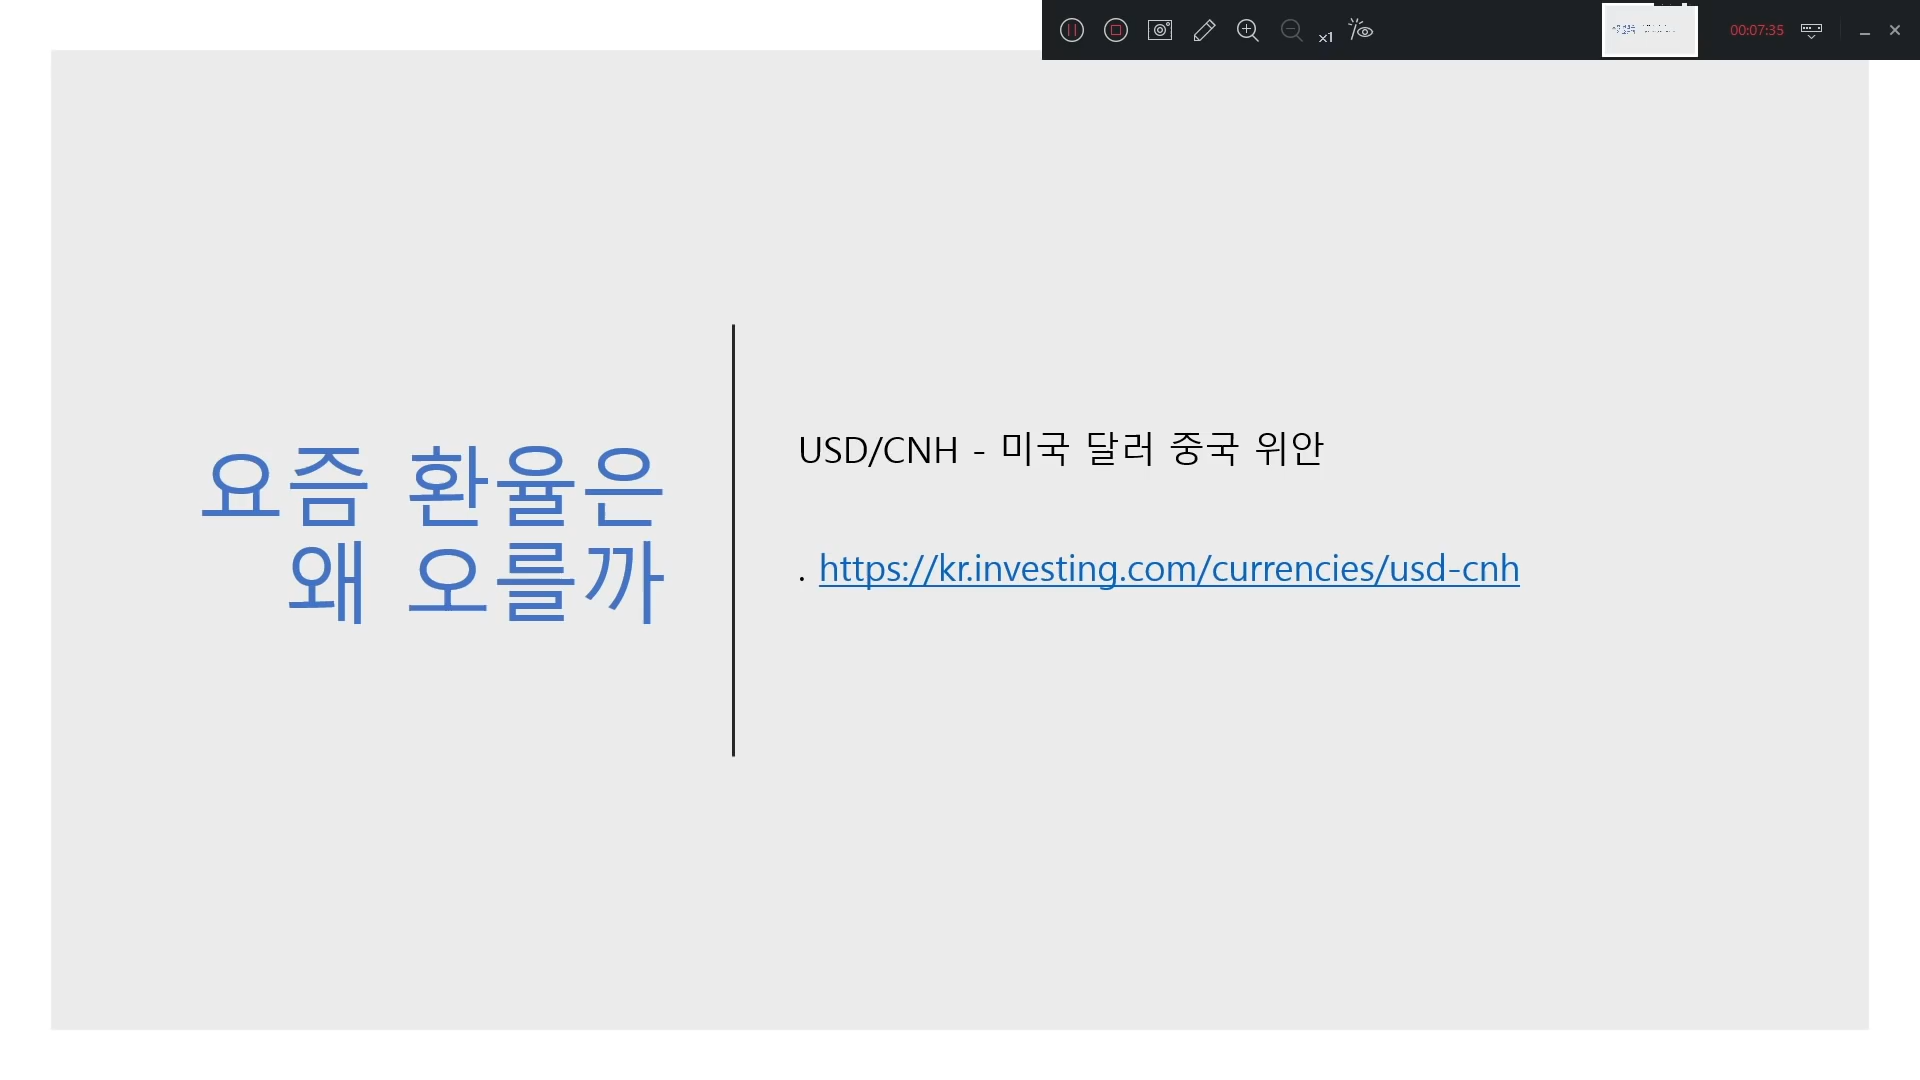 x1
00:07:35
요즘 환율은
왜 오를까
USD/CNH - 미국 달러 중국 위안
. https://kr.investing.com/currencies/usd-cnh